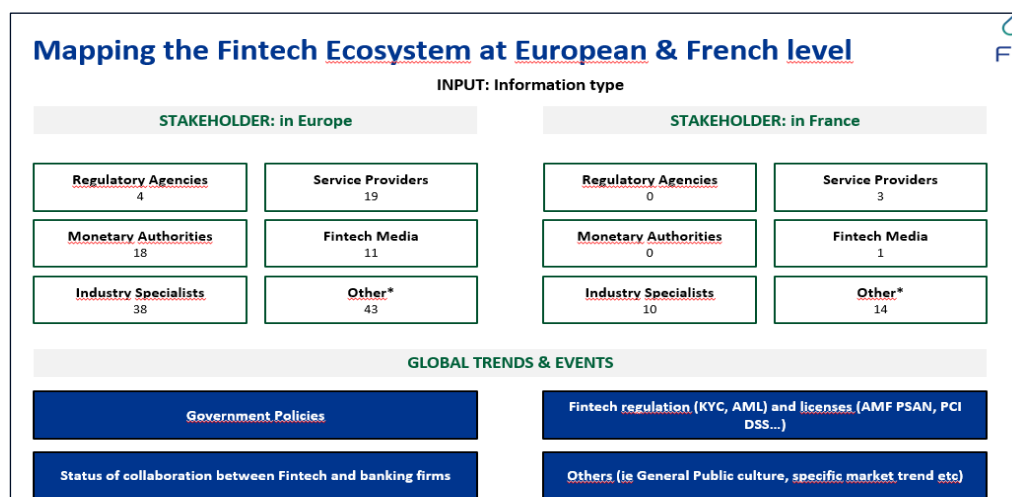 Mapping the Fintech Ecosystem at European & French level
F
INPUT: Information type
STAKEHOLDER: in Europe
STAKEHOLDER: in France
Regulatory Agencies
4
Service Providers
19
Regulatory Agencies
0
Service Providers
3
Monetary Authorities
18
Fintech Media
11
Monetary Authorities
0
Fintech Media
1
Industry Specialists
38
Other*
43
Industry Specialists
10
Other*
14
GLOBAL TRENDS & EVENTS
Government Policies
Fintech regulation (KYC, AML) and licenses (AMF PSAN, PCI
DSS...)
Status of collaboration between Fintech and banking firms
Others (ie General Public culture, specific market trend etc)